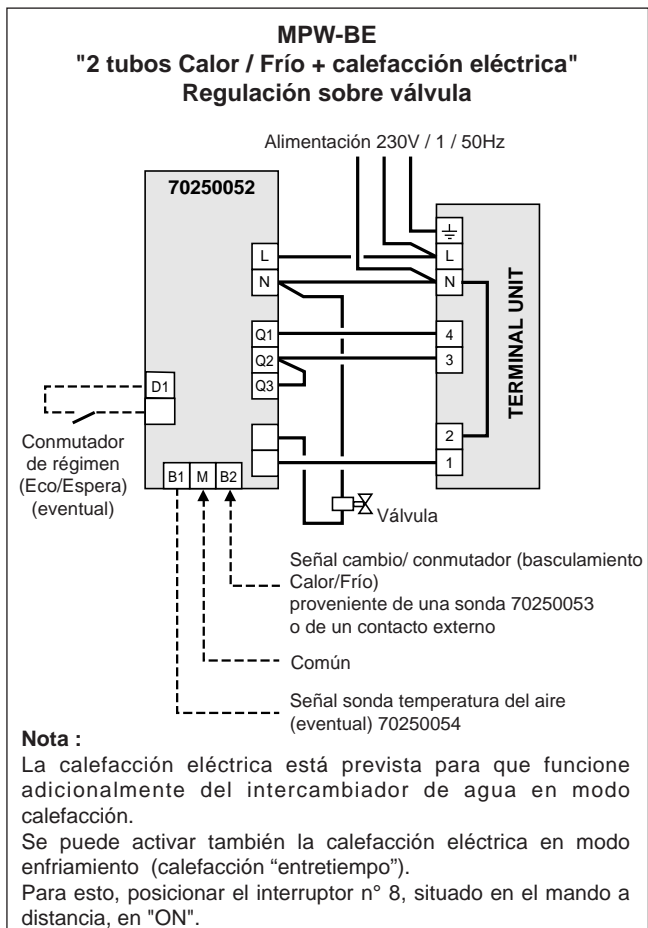 MPW-BE
"2 tubos Calor / Frío + calefacción eléctrica"
Regulación sobre válvula
Alimentación 230V / 1 / 50Hz
70250052
L
N
Q1
Q2
Q3
D1
B1 M B2
L
N
4
3
2
1
TERMINAL UNIT
Conmutador
de régimen
(Eco/Espera)
(eventual)
Válvula
Señal cambio/ conmutador (basculamiento
Calor/Frío)
proveniente de una sonda 70250053
o de un contacto externo
Común
Señal sonda temperatura del aire
(eventual) 70250054
Nota :
La calefacción eléctrica está prevista para que funcione
adicionalmente del intercambiador de agua en modo
calefacción.
Se puede activar también la calefacción eléctrica en modo
enfriamiento (calefacción “entretiempo”).
Para esto, posicionar el interruptor n° 8, situado en el mando a
distancia, en "ON".